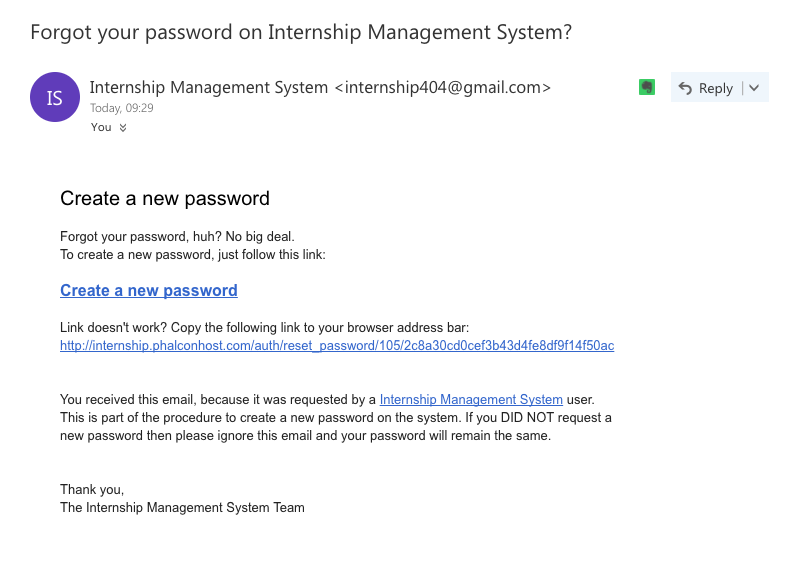 Forgot your password on Internship Management System?
IS
Internship Management System <internship404@gmail.com>
Reply
Today, 09:29
You
Create a new password
Forgot your password, huh? No big deal.
To create a new password, just follow this link:
Create a new password
Link doesn't work? Copy the following link to your browser address bar:
http://internship.phalconhost.com/auth/reset_password/105/2c8a30cd0cef3b43d4fe8df9f14f50ac
You received this email, because it was requested by a Internship Management System user.
This is part of the procedure to create a new password on the system. If you DID NOT request a
new password then please ignore this email and your password will remain the same.
Thank you,
The Internship Management System Team